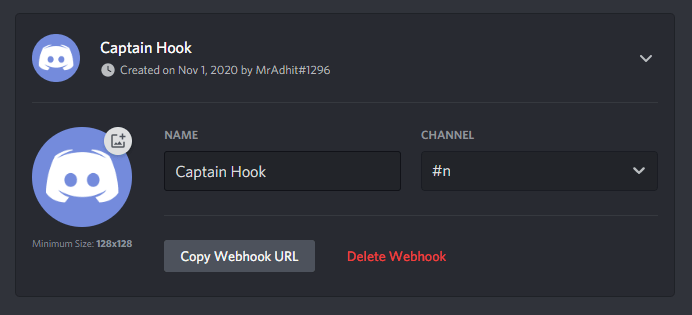 Captain Hook
Created on Nov 1, 2020 by MrAdhit#1296
NAME
CHANNEL
Captain Hook
#n
Minimum Size: 128x128
Copy Webhook URL
Delete Webhook